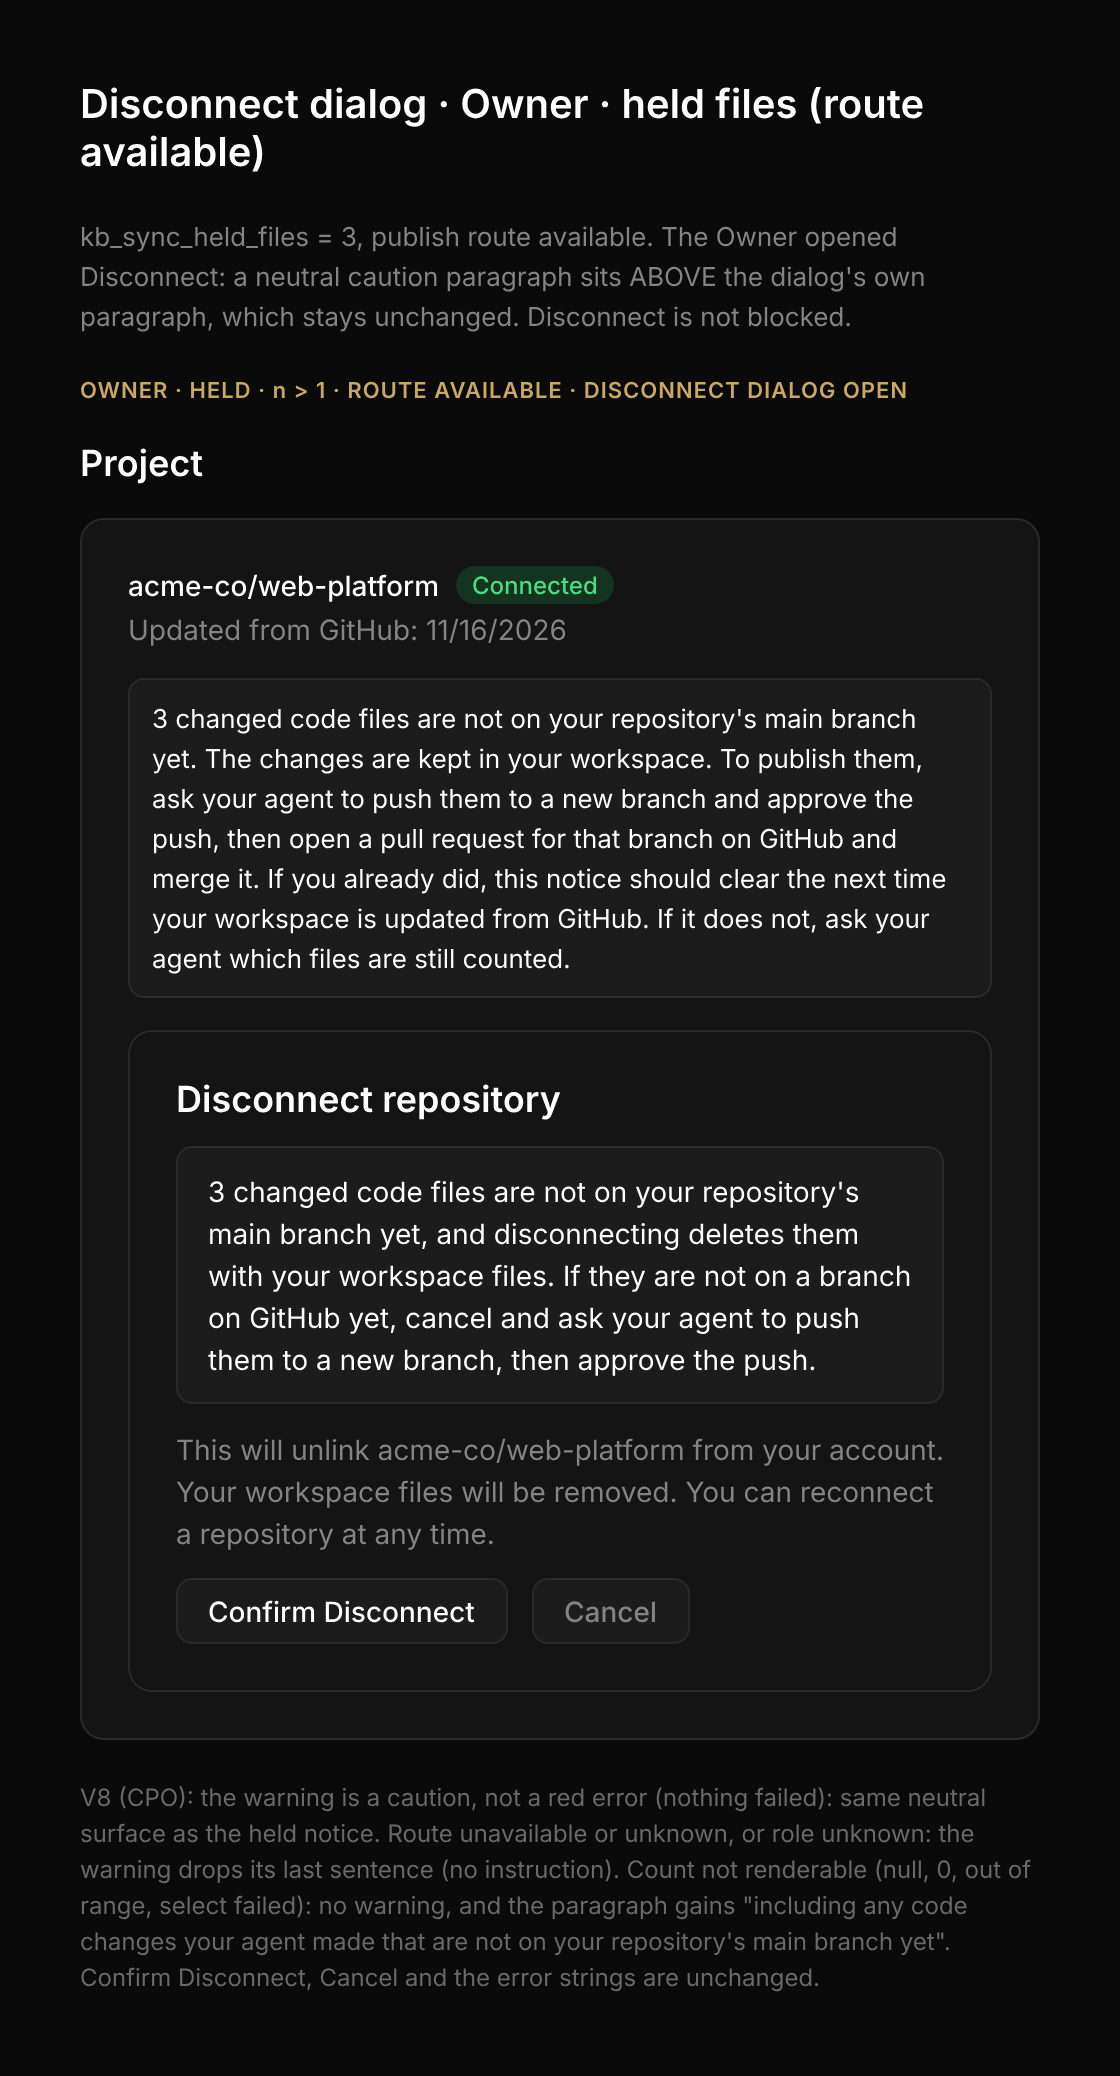 Disconnect dialog · Owner · held files (route
available)
kb_sync_held_files = 3, publish route available. The Owner opened
Disconnect: a neutral caution paragraph sits ABOVE the dialog's own
paragraph, which stays unchanged. Disconnect is not blocked.
OWNER · HELD · n > 1 · ROUTE AVAILABLE · DISCONNECT DIALOG OPEN
Project
acme-co/web-platform Connected
Updated from GitHub: 11/16/2026
3 changed code files are not on your repository's main branch
yet. The changes are kept in your workspace. To publish them,
ask your agent to push them to a new branch and approve the
push, then open a pull request for that branch on GitHub and
merge it. If you already did, this notice should clear the next time
your workspace is updated from GitHub. If it does not, ask your
agent which files are still counted.
Disconnect repository
3 changed code files are not on your repository's
main branch yet, and disconnecting deletes them
with your workspace files. If they are not on a branch
on GitHub yet, cancel and ask your agent to push
them to a new branch, then approve the push.
This will unlink acme-co/web-platform from your account.
Your workspace files will be removed. You can reconnect
a repository at any time.
Confirm Disconnect Cancel
V8 (CPO): the warning is a caution, not a red error (nothing failed): same neutral
surface as the held notice. Route unavailable or unknown, or role unknown: the
warning drops its last sentence (no instruction). Count not renderable (null, 0, out of
range, select failed): no warning, and the paragraph gains "including any code
changes your agent made that are not on your repository's main branch yet".
Confirm Disconnect, Cancel and the error strings are unchanged.